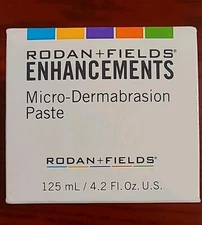 RODAN+FIELDS®
ENHANCEMENTS
Micro-Dermabrasion
Paste
RODAN+FIELDS®
125 mL / 4.2 Fl. Oz. U.S.